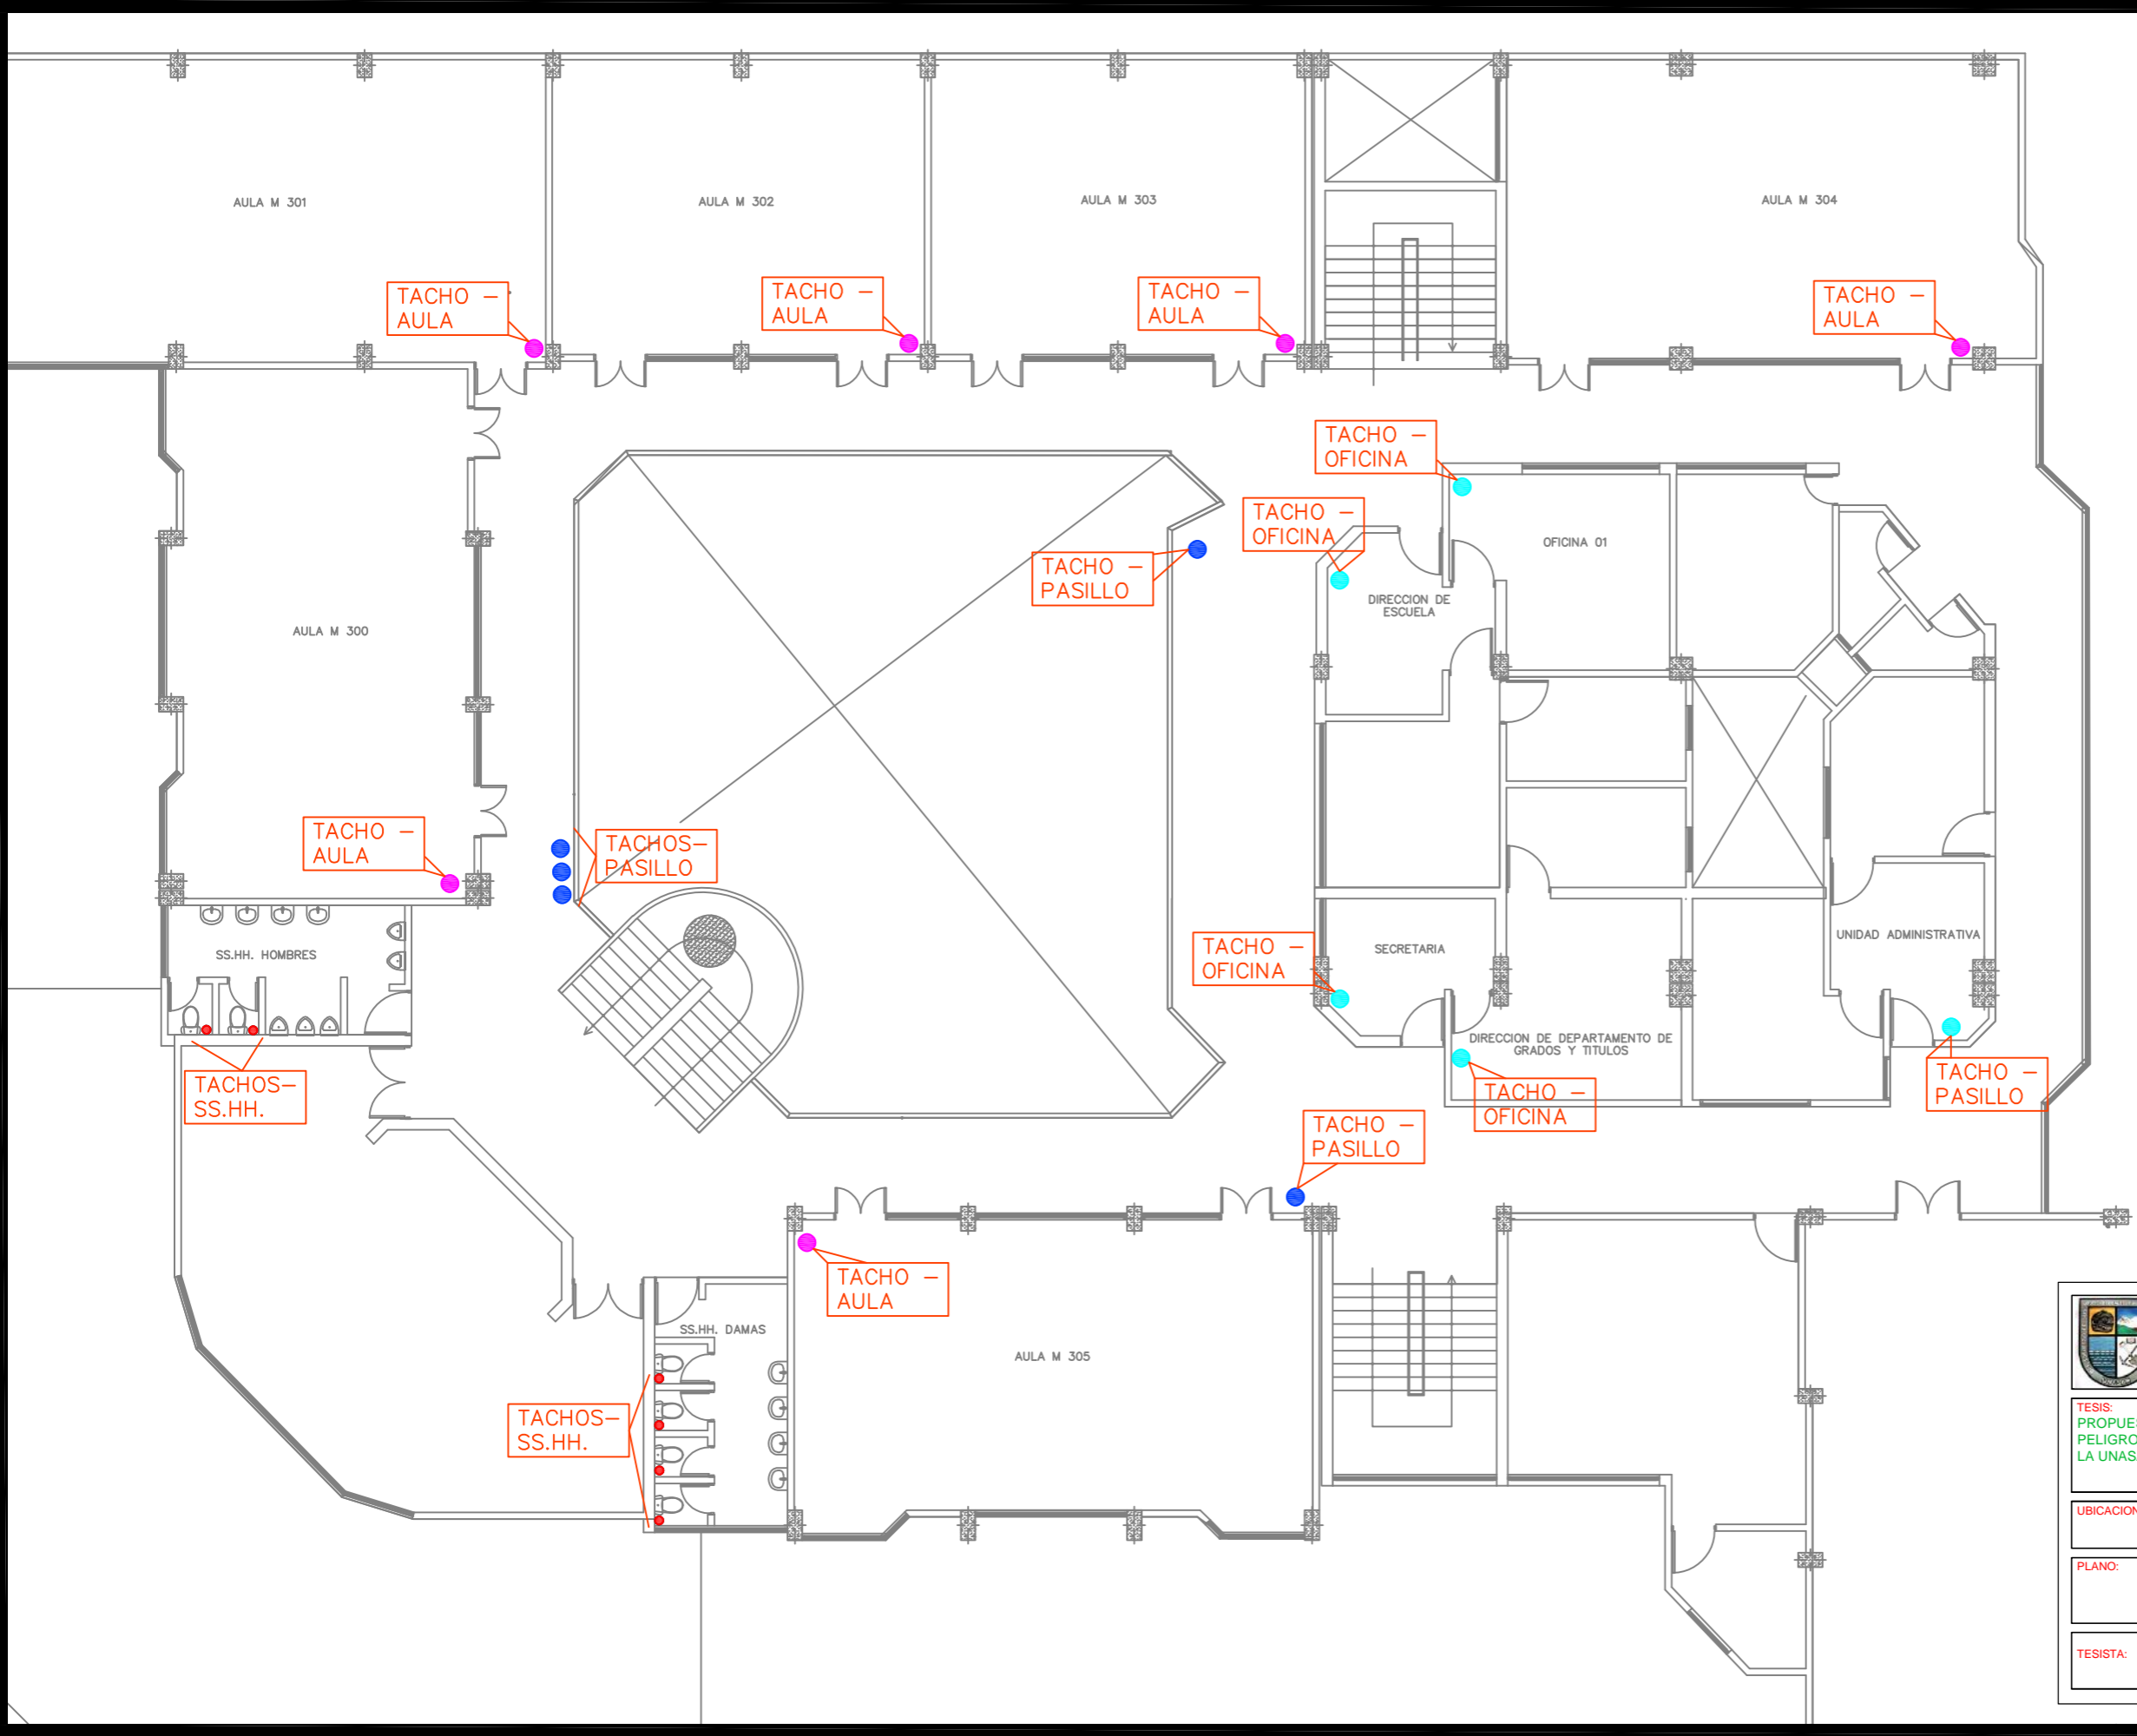 AULA M 301
AULA M 302
AULA M 303
AULA M 304
TACHO –
AULA
TACHO –
AULA
TACHO –
AULA
TACHO –
AULA
TACHO –
OFICINA
TACHO –
OFICINA
OFICINA 01
TACHO –
PASILLO
DIRECCION DE
ESCUELA
AULA M 300
TACHO –
AULA
TACHOS–
PASILLO
SS.HH. HOMBRES
TACHO –
OFICINA
SECRETARIA
UNIDAD ADMINISTRATIVA
DIRECCION DE DEPARTAMENTO DE
GRADOS Y TITULOS
TACHOS–
SS.HH.
TACHO –
OFICINA
TACHO –
PASILLO
TACHO –
PASILLO
TACHO –
AULA
SS.HH. DAMAS
AULA M 305
TACHOS–
SS.HH.
TESIS:
PROPUES
PELIGRO
LA UNAS
UBICACION
PLANO:
TESISTA: